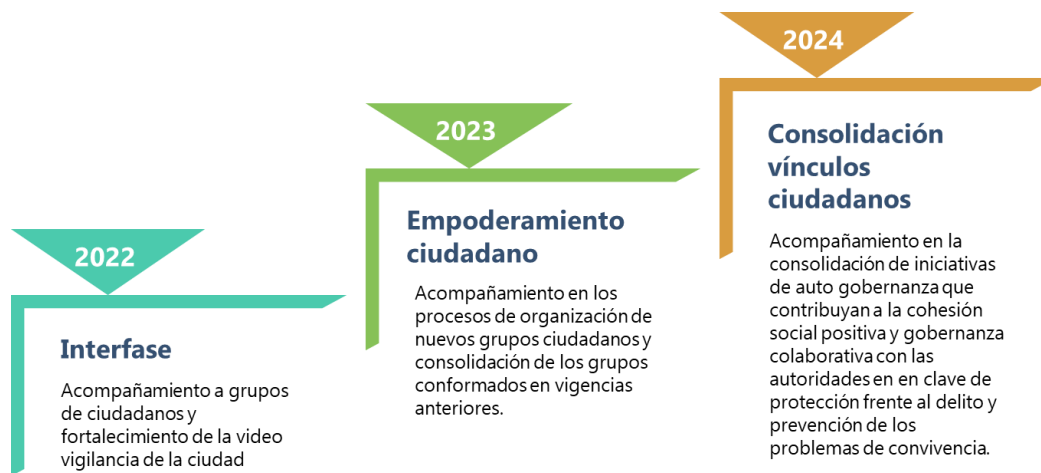 2022
Interfase
Acompañamiento a grupos
de ciudadanos y
fortalecimiento de la video
vigilancia de la ciudad
2023
Empoderamiento
ciudadano
Acompañamiento en los
procesos de organización de
nuevos grupos ciudadanos y
consolidación de los grupos
conformados en vigencias
anteriores.
2024
Consolidación
vínculos
ciudadanos
Acompañamiento en la
consolidación de iniciativas
de auto gobernanza que
contribuyan a la cohesión
social positiva y gobernanza
colaborativa con las
autoridades en en clave de
protección frente al delito y
prevención de los
problemas de convivencia.